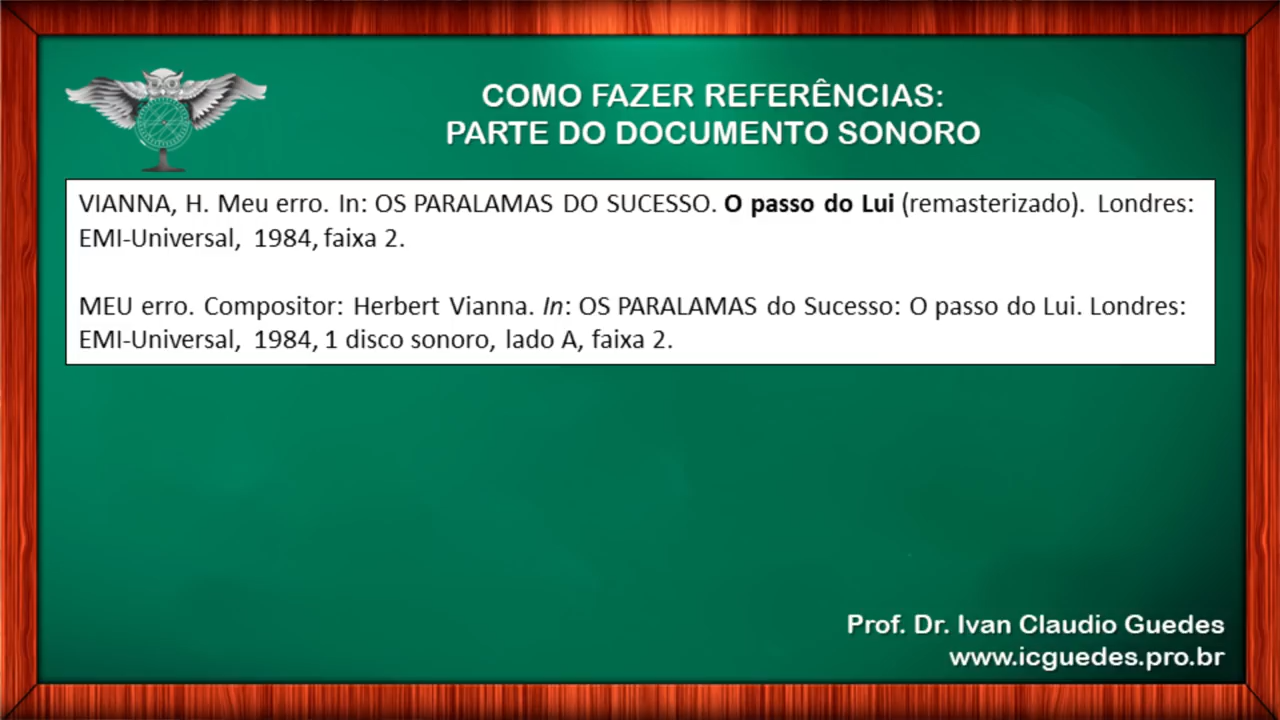 COMO FAZER REFERÊNCIAS:
PARTE DO DOCUMENTO SONORO
VIANNA, H. Meu erro. In: OS PARALAMAS DO SUCESSO. O passo do Lui (remasterizado). Londres:
EMI-Universal, 1984, faixa 2.
MEU erro. Compositor: Herbert Vianna. In: OS PARALAMAS do Sucesso: O passo do Lui. Londres:
EMI-Universal, 1984, 1 disco sonoro, lado A, faixa 2.
Prof. Dr. Ivan Claudio Guedes
www.icguedes.pro.br